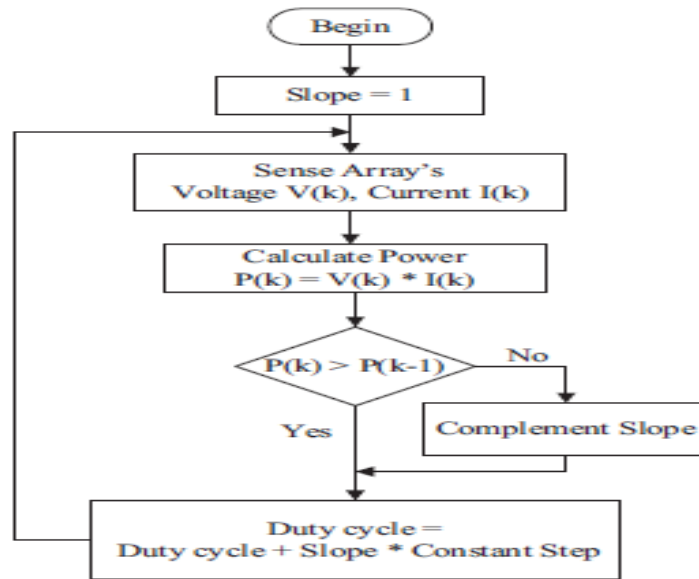 Begin
Slope = 1
Sense Array's
Voltage V(k), Current I(k)
Calculate Power
P(k) = V(k) * I(k)
P(k) > P(k-1)
No
Yes
Complement Slope
Duty cycle =
Duty cycle + Slope * Constant Step